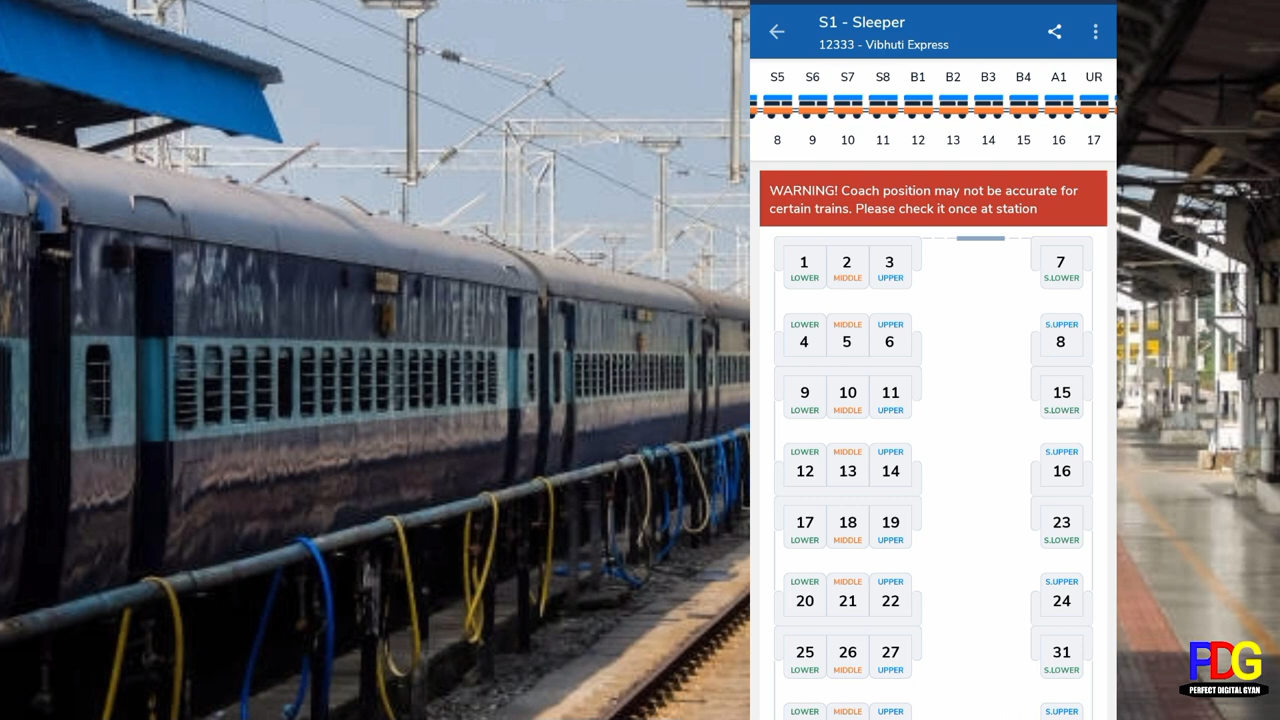 S1 - Sleeper
12333 - Vibhuti Express
S5 S6 S7 S8 B1 B2 B3 B4 A1 UR
8 9 10 11 12 13 14 15 16 17
WARNING! Coach position may not be accurate for
certain trains. Please check it once at station
1 2 3 7
LOWER MIDDLE UPPER S.LOWER
LOWER MIDDLE UPPER S.UPPER
4 5 6 8
9 10 11 15
LOWER MIDDLE UPPER S.LOWER
LOWER MIDDLE UPPER S.UPPER
12 13 14 16
17 18 19 23
LOWER MIDDLE UPPER S.LOWER
LOWER MIDDLE UPPER S.UPPER
20 21 22 24
25 26 27 31
LOWER MIDDLE UPPER S.LOWER
LOWER MIDDLE UPPER S.UPPER
PDG
PERFECT DIGITAL GYAN